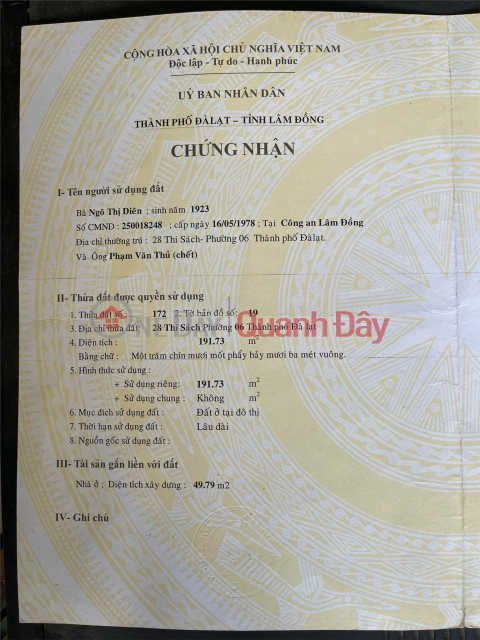 CỘNG HÒA XÃ HỘI CHỦ NGHĨA VIỆT NAM
Độc lập - Tự do - Hanh phúc
UỶ BAN NHÂN DÂN
THÀNH PHỐ ĐÀLẠT – TỈNH LÂM ĐỒNG
CHỨNG NHẬN
I- Tên người sử dụng đất
Bà Ngô Thị Diên ; sinh năm 1923
Số CMND : 250018248 ; cấp ngày 16/05/1978 ; Tại Công an Lâm Đồng
Địa chỉ thường trú : 28 Thi Sách- Phường 06 Thành phố Đàlạt.
Và Ông Phạm Văn Thủ (chết)
II- Thửa đất được quyền sử dụng
1. Thửa đất số : 172 2. Tờ bản đồ số: 19
3. Địa chỉ thửa đất 28 Thi Sách Phường 06 Thành phố Đà lạt
Quanh Đây
4. Diện tích : 191.73 m2
Bằng chữ : Một trăm chín mươi mốt phẩy bảy mươi ba mét vuông.
5. Hình thức sử dụng :
+ Sử dụng riêng: 191.73 m2
+ Sử dụng chung : Không m2
6. Mục đích sử dụng đất : Đất ở tại đô thị
7. Thời hạn sử dụng đất : Lâu dài
8. Nguồn gốc sử dụng đất :
III- Tài sản gắn liền với đất
Nhà ở ; Diện tích xây dựng : 49.79 m2
IV- Ghi chú